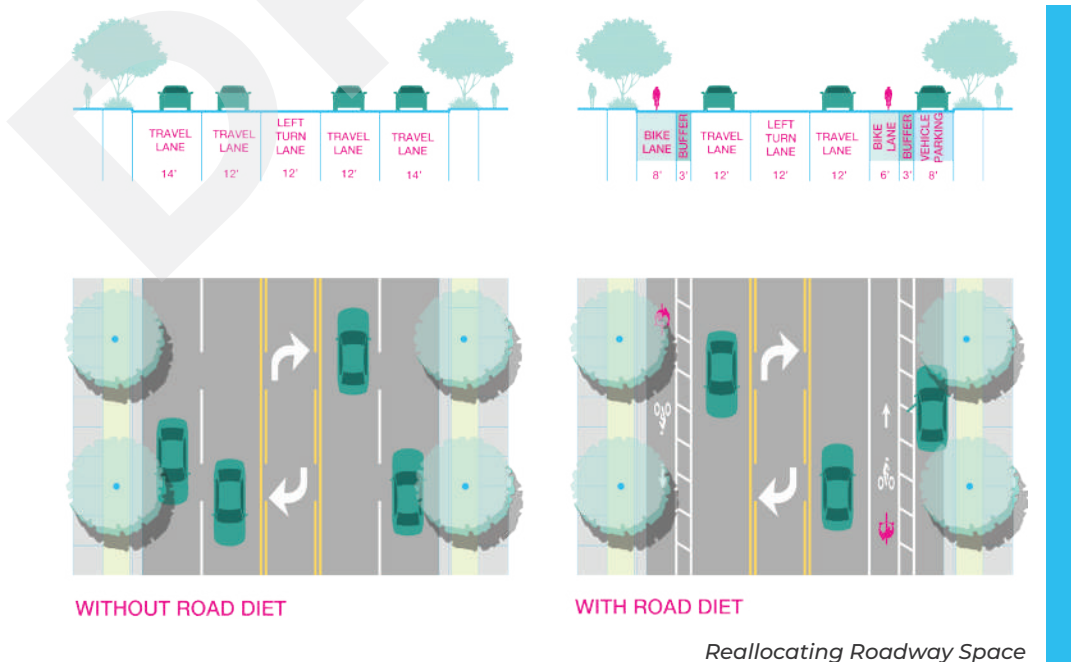 TRAVEL
LANE
14'
TRAVEL
LANE
12'
LEFT
TURN
LANE
12'
TRAVEL
LANE
12'
TRAVEL
LANE
14'
BIKE
LANE
8'
BUFFER
3'
TRAVEL
LANE
12'
LEFT
TURN
LANE
12'
TRAVEL
LANE
12'
BIKE
LANE
6'
BUFFER
3'
VEHICLE
PARKING
8'
WITHOUT ROAD DIET
WITH ROAD DIET
Reallocating Roadway Space